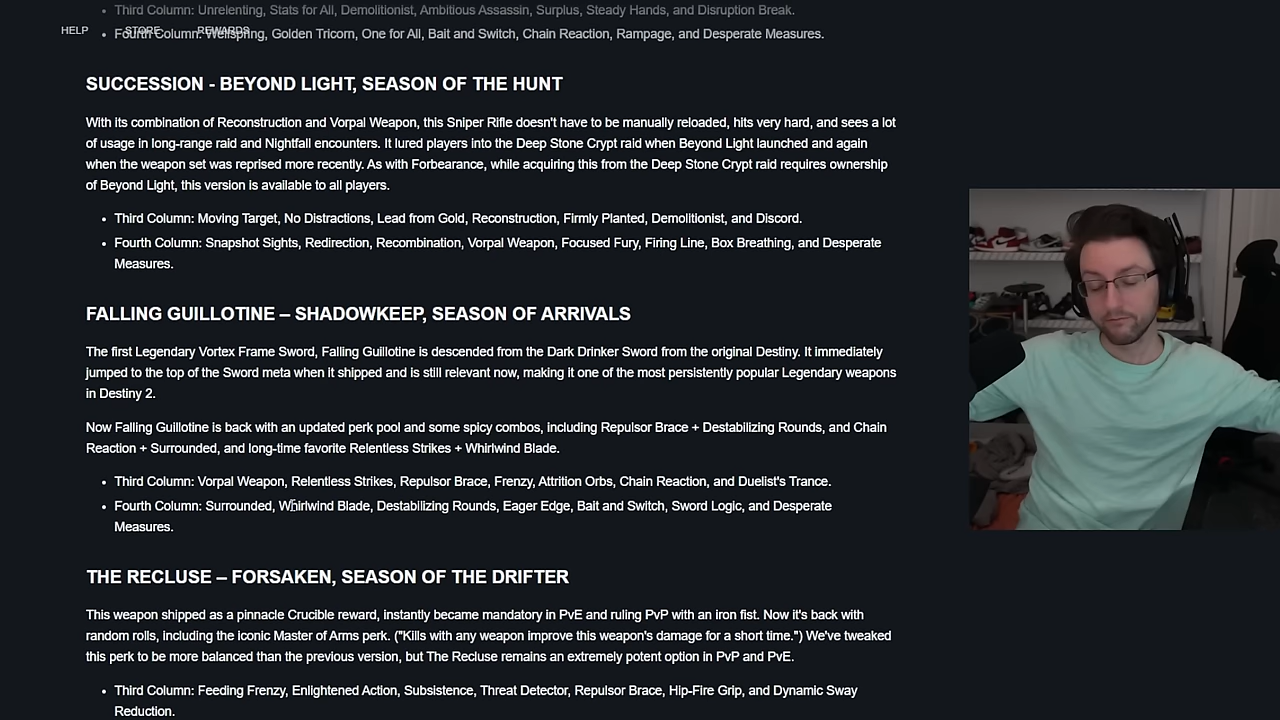 Third Column: Unrelenting, Stats for All, Demolitionist, Ambitious Assassin, Surplus, Steady Hands, and Disruption Break.
HELP STORE REWARDS
Fourth Column: Wellspring, Golden Tricorn, One for All, Bait and Switch, Chain Reaction, Rampage, and Desperate Measures.
SUCCESSION - BEYOND LIGHT, SEASON OF THE HUNT
With its combination of Reconstruction and Vorpal Weapon, this Sniper Rifle doesn't have to be manually reloaded, hits very hard, and sees a lot
of usage in long-range raid and Nightfall encounters. It lured players into the Deep Stone Crypt raid when Beyond Light launched and again
when the weapon set was reprised more recently. As with Forbearance, while acquiring this from the Deep Stone Crypt raid requires ownership
of Beyond Light, this version is available to all players.
Third Column: Moving Target, No Distractions, Lead from Gold, Reconstruction, Firmly Planted, Demolitionist, and Discord.
Fourth Column: Snapshot Sights, Redirection, Recombination, Vorpal Weapon, Focused Fury, Firing Line, Box Breathing, and Desperate
Measures.
FALLING GUILLOTINE – SHADOWKEEP, SEASON OF ARRIVALS
The first Legendary Vortex Frame Sword, Falling Guillotine is descended from the Dark Drinker Sword from the original Destiny. It immediately
jumped to the top of the Sword meta when it shipped and is still relevant now, making it one of the most persistently popular Legendary weapons
in Destiny 2.
Now Falling Guillotine is back with an updated perk pool and some spicy combos, including Repulsor Brace + Destabilizing Rounds, and Chain
Reaction + Surrounded, and long-time favorite Relentless Strikes + Whirlwind Blade.
Third Column: Vorpal Weapon, Relentless Strikes, Repulsor Brace, Frenzy, Attrition Orbs, Chain Reaction, and Duelist's Trance.
Fourth Column: Surrounded, Whirlwind Blade, Destabilizing Rounds, Eager Edge, Bait and Switch, Sword Logic, and Desperate
Measures.
THE RECLUSE – FORSAKEN, SEASON OF THE DRIFTER
This weapon shipped as a pinnacle Crucible reward, instantly became mandatory in PvE and ruling PvP with an iron fist. Now it's back with
random rolls, including the iconic Master of Arms perk. ("Kills with any weapon improve this weapon's damage for a short time.") We've tweaked
this perk to be more balanced than the previous version, but The Recluse remains an extremely potent option in PvP and PvE.
Third Column: Feeding Frenzy, Enlightened Action, Subsistence, Threat Detector, Repulsor Brace, Hip-Fire Grip, and Dynamic Sway
Reduction.